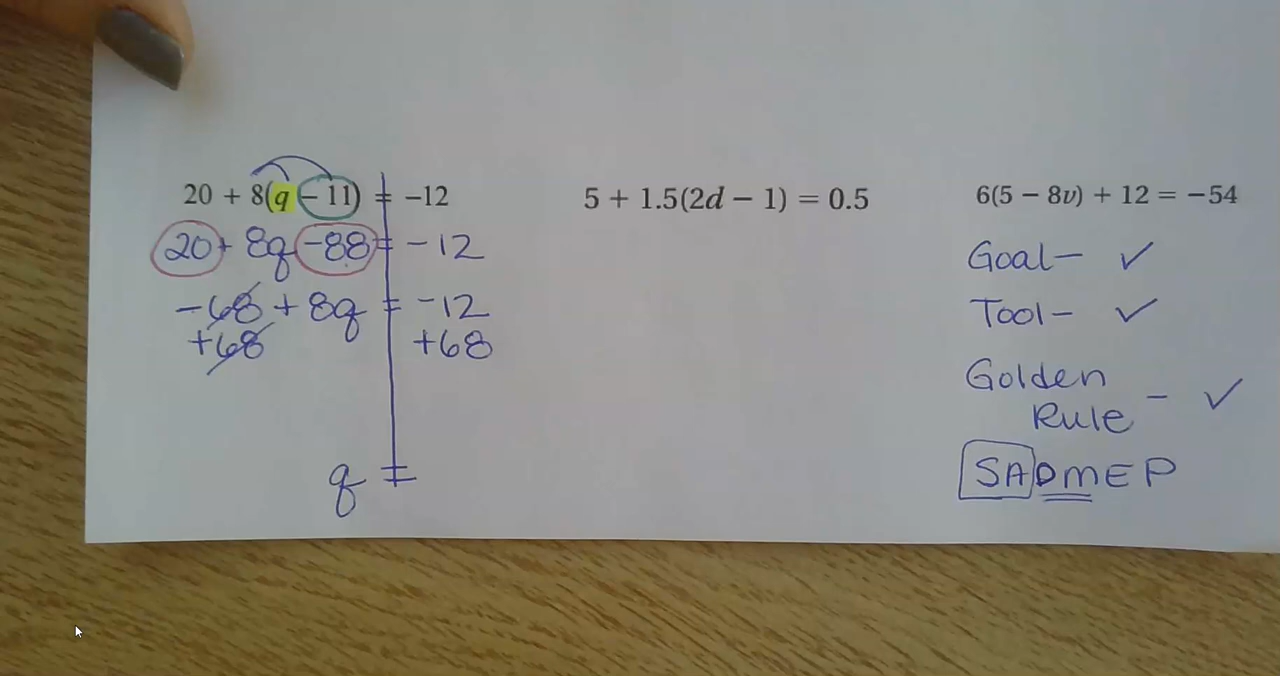 20 + 8(q − 11) = −12
20 + 8q -88 = -12
-68 + 8q = -12
+68 +68
q =
5 + 1.5(2d − 1) = 0.5
6(5 − 8v) + 12 = −54
Goal- ✓
Tool- ✓
Golden
Rule - ✓
SADMEP